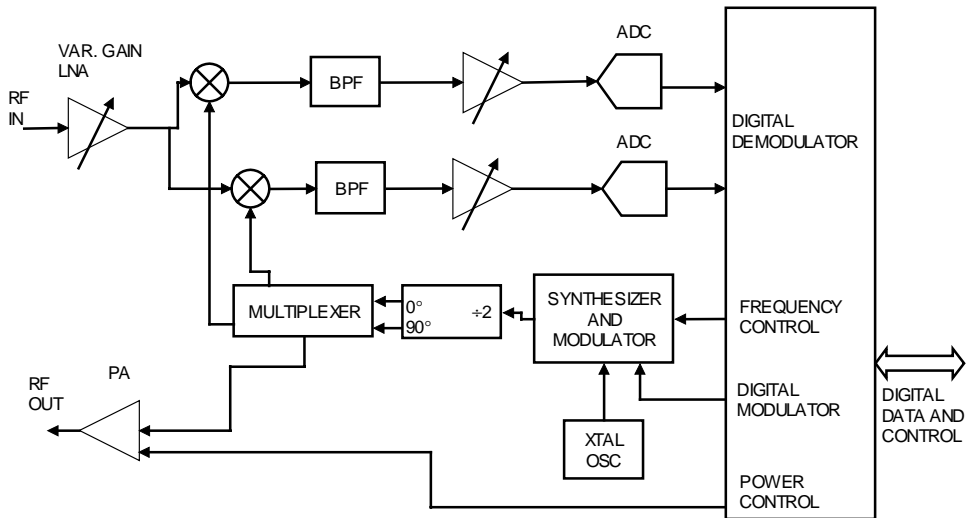 VAR. GAIN
LNA
RF
IN
BPF
ADC
BPF
ADC
DIGITAL
DEMODULATOR
MULTIPLEXER
0°
90°
÷2
SYNTHESIZER
AND
MODULATOR
FREQUENCY
CONTROL
RF
OUT
PA
XTAL
OSC
DIGITAL
MODULATOR
DIGITAL
DATA AND
CONTROL
POWER
CONTROL